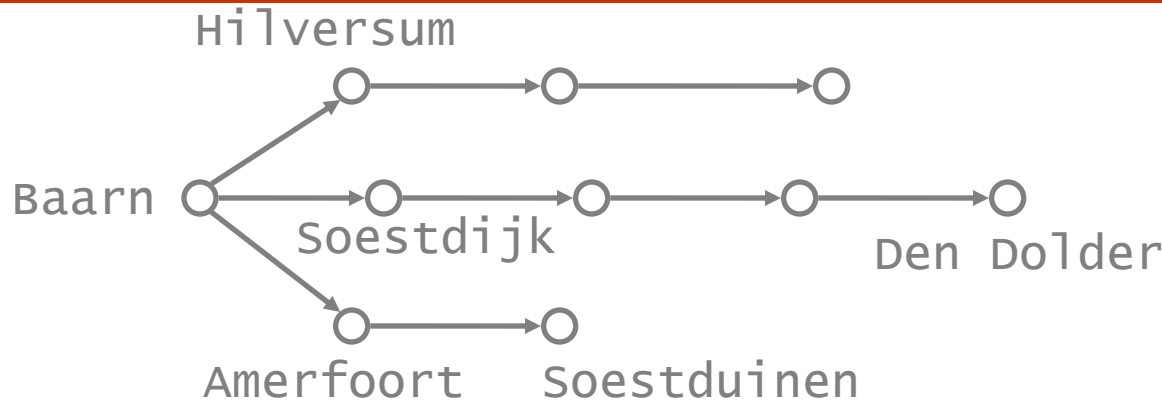 Hilversum
Baarn
Soestdijk
Den Dolder
Amerfoort
Soestduinen